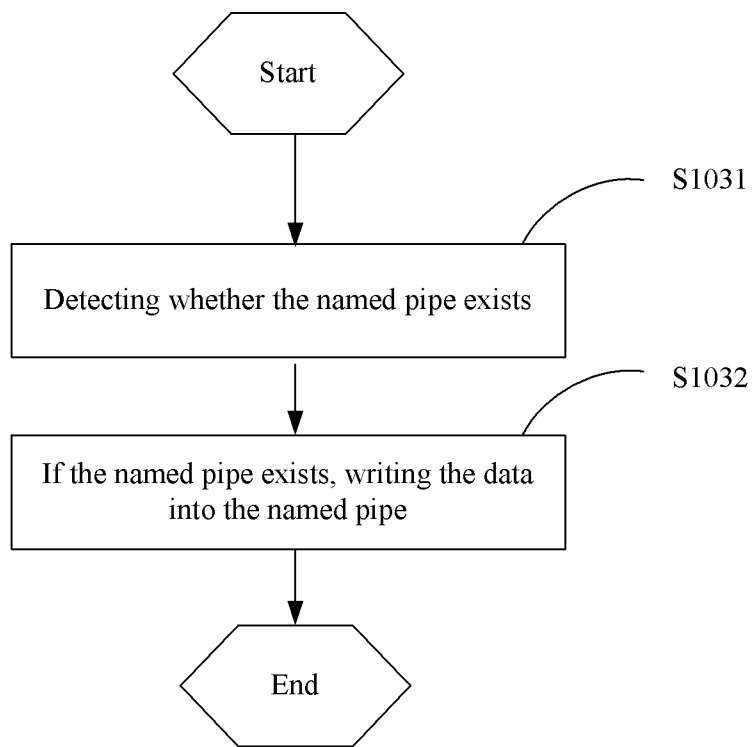 Start
S1031
Detecting whether the named pipe exists
S1032
If the named pipe exists, writing the data
into the named pipe
End